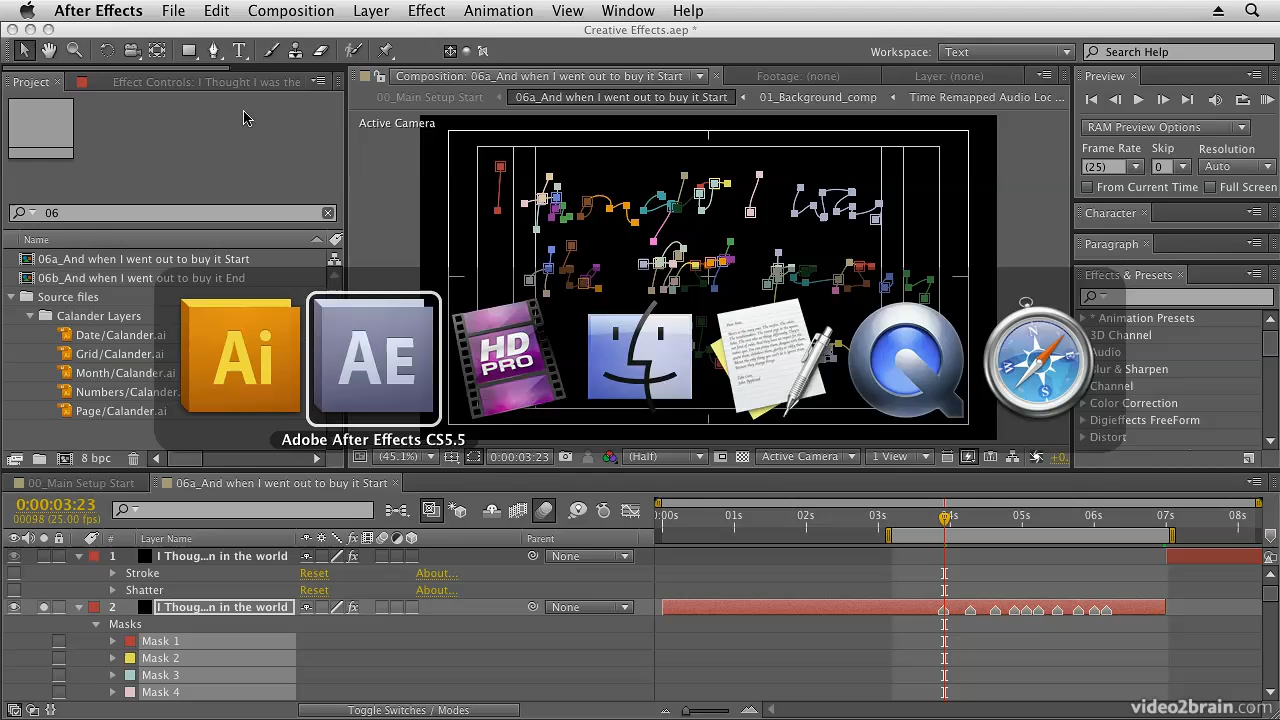 After Effects File Edit Composition Layer Effect Animation View Window Help
Creative Effects.aep *
Workspace: Text Search Help
Project × Effect Controls: I Thought I was the
Composition: 06a_And when I went out to buy it Start Footage: (none) Layer: (none)
Preview ×
00_Main Setup Start 06a_And when I went out to buy it Start 01_Background_comp Time Remapped Audio Loc ...
Active Camera
RAM Preview Options
Frame Rate Skip Resolution
(25) 0 Auto
From Current Time Full Screen
06
Character ×
Name
Paragraph ×
06a_And when I went out to buy it Start
06b_And when I went out to buy it End
Effects & Presets ×
Source files
Calander Layers
Date/Calander.ai
Grid/Calander.ai
Month/Calander.ai
Numbers/Calander.
Page/Calander.ai
Ai AE HD PRO
* Animation Presets
3D Channel
Audio
Blur & Sharpen
Channel
Color Correction
Digieffects FreeForm
Distort
Adobe After Effects CS5.5
8 bpc
(45.1%) 0:00:03:23 (Half) Active Camera 1 View +0.
00_Main Setup Start 06a_And when I went out to buy it Start ×
0:00:03:23
00098 (25.00 fps)
:00s 01s 02s 03s 04s 05s 06s 07s 08s
# Layer Name Parent
1 I Thoug...n in the world None
Stroke Reset About...
Shatter Reset About...
2 I Thoug...n in the world None
Masks
Mask 1
Mask 2
Mask 3
Mask 4
Toggle Switches / Modes
video2brain.com